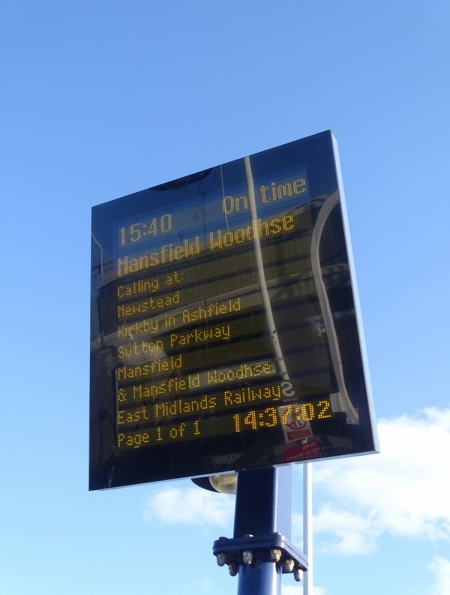 15:40 On time
Mansfield Woodhse
Calling at:
Newstead
Kirkby in Ashfield
Sutton Parkway
Mansfield
& Mansfield Woodhse.
East Midlands Railway
Page 1 of 1 14:37:02